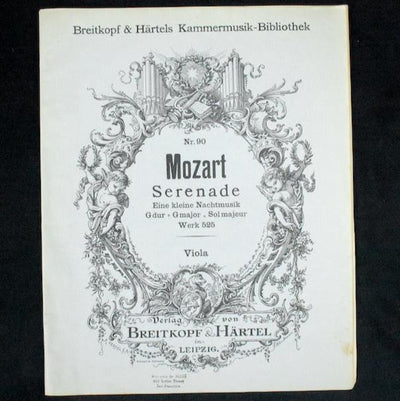 Breitkopf & Härtels Kammermusik-Bibliothek
Nr. 90
Mozart
Serenade
Eine kleine Nachtmusik
G dur - G major - Sol majeur
Werk 525
Viola
Verlag von
BREITKOPF & HÄRTEL
in
LEIPZIG.